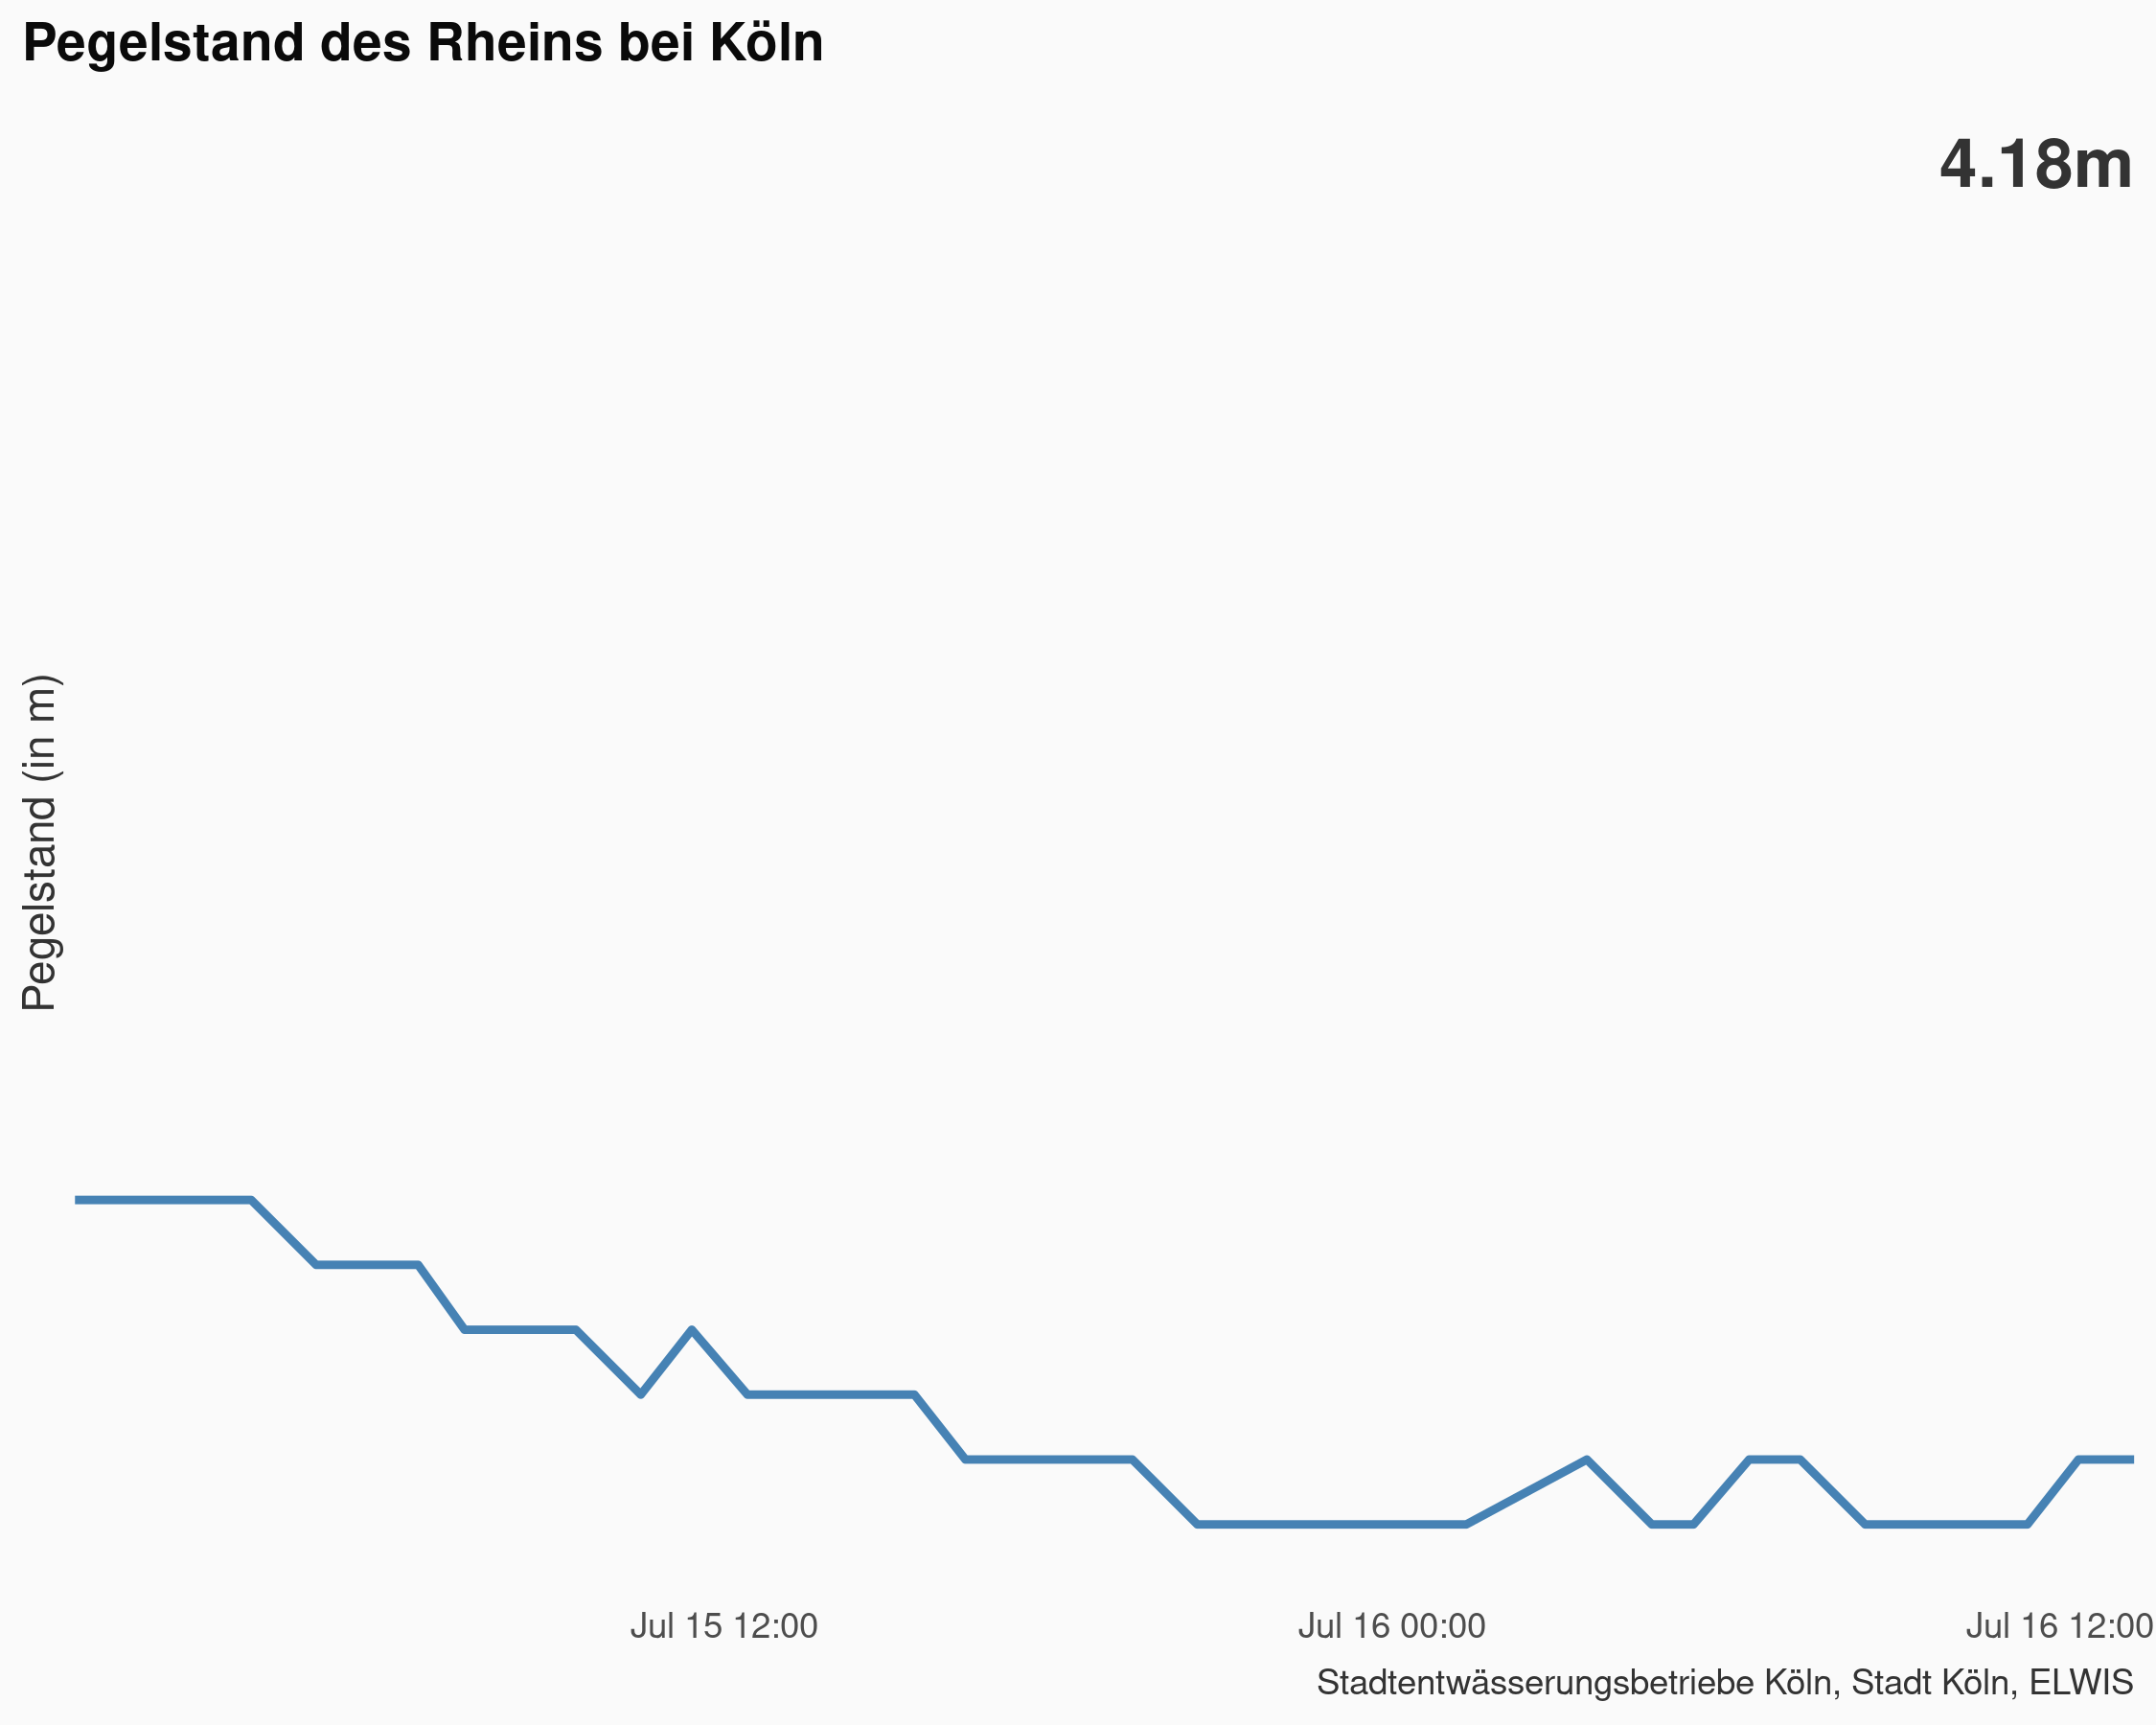 Pegelstand des Rheins bei Köln
4.18m
Pegelstand (in m)
Jul 15 12:00
Jul 16 00:00
Jul 16 12:00
Stadtentwässerungsbetriebe Köln, Stadt Köln, ELWIS